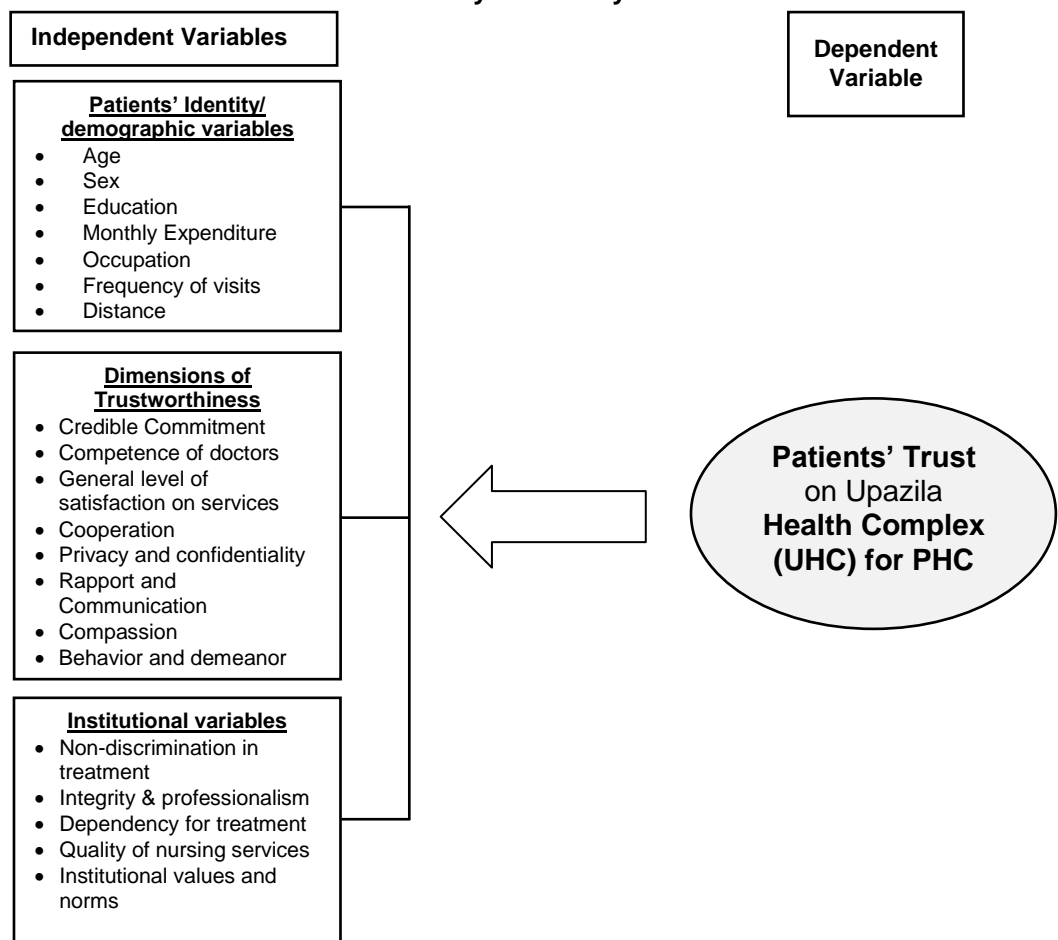 Independent Variables
Dependent
Variable
Patients' Identity/
demographic variables
• Age
• Sex
• Education
• Monthly Expenditure
• Occupation
• Frequency of visits
• Distance
Dimensions of
Trustworthiness
• Credible Commitment
• Competence of doctors
• General level of
satisfaction on services
• Cooperation
• Privacy and confidentiality
• Rapport and
Communication
• Compassion
• Behavior and demeanor
Patients' Trust
on Upazila
Health Complex
(UHC) for PHC
Institutional variables
• Non-discrimination in
treatment
• Integrity & professionalism
• Dependency for treatment
• Quality of nursing services
• Institutional values and
norms